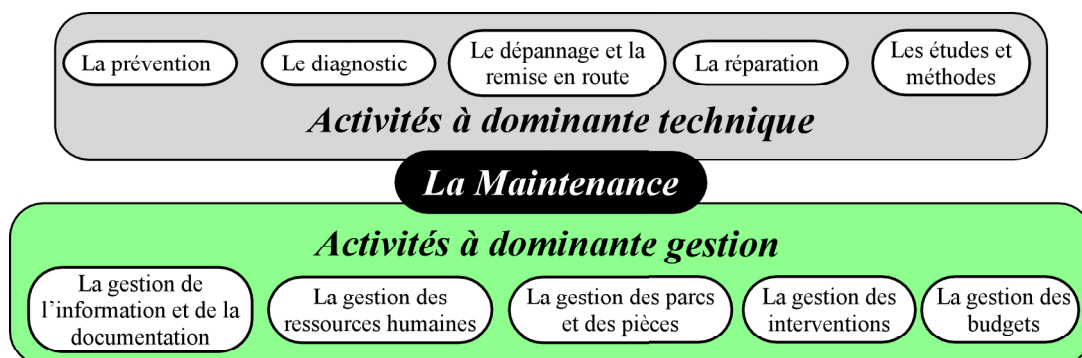 La prévention
Le diagnostic
Le dépannage et la
remise en route
La réparation
Les études et
méthodes
Activités à dominante technique
La Maintenance
Activités à dominante gestion
La gestion de
l'information et de la
documentation
La gestion des
ressources humaines
La gestion des parcs
et des pièces
La gestion des
interventions
La gestion des
budgets